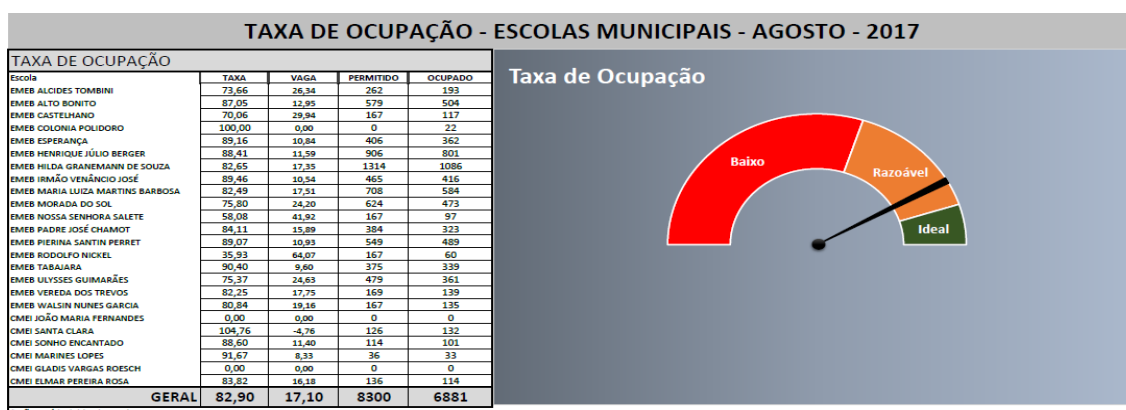 TAXA DE OCUPAÇÃO - ESCOLAS MUNICIPAIS - AGOSTO - 2017
TAXA DE OCUPAÇÃO
Escola TAXA VAGA PERMITIDO OCUPADO
EMEB ALCIDES TOMBINI 73,66 26,34 262 193
EMEB ALTO BONITO 87,05 12,95 579 504
EMEB CASTELHANO 70,06 29,94 167 117
EMEB COLONIA POLIDORO 100,00 0,00 0 22
EMEB ESPERANÇA 89,16 10,84 406 362
EMEB HENRIQUE JÚLIO BERGER 88,41 11,59 906 801
EMEB HILDA GRANEMANN DE SOUZA 82,65 17,35 1314 1086
EMEB IRMÃO VENÂNCIO JOSÉ 89,46 10,54 465 416
EMEB MARIA LUIZA MARTINS BARBOSA 82,49 17,51 708 584
EMEB MORADA DO SOL 75,80 24,20 624 473
EMEB NOSSA SENHORA SALETE 58,08 41,92 167 97
EMEB PADRE JOSÉ CHAMOT 84,11 15,89 384 323
EMEB PIERINA SANTIN PERRET 89,07 10,93 549 489
EMEB RODOLFO NICKEL 35,93 64,07 167 60
EMEB TABAJARA 90,40 9,60 375 339
EMEB ULYSSES GUIMARÃES 75,37 24,63 479 361
EMEB VEREDA DOS TREVOS 82,25 17,75 169 139
EMEB WALSIN NUNES GARCIA 80,84 19,16 167 135
CMEI JOÃO MARIA FERNANDES 0,00 0,00 0 0
CMEI SANTA CLARA 104,76 -4,76 126 132
CMEI SONHO ENCANTADO 88,60 11,40 114 101
CMEI MARINES LOPES 91,67 8,33 36 33
CMEI GLADIS VARGAS ROESCH 0,00 0,00 0 0
CMEI ELMAR PEREIRA ROSA 83,82 16,18 136 114
GERAL 82,90 17,10 8300 6881
Taxa de Ocupação
Baixo
Razoável
Ideal